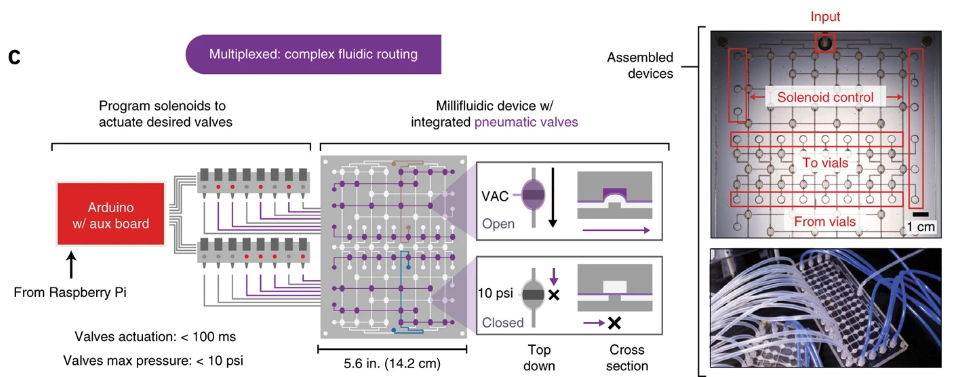 c
Multiplexed: complex fluidic routing
Program solenoids to
actuate desired valves
Arduino
w/ aux board
From Raspberry Pi
Valves actuation: < 100 ms
Valves max pressure: < 10 psi
Millifluidic device w/
integrated pneumatic valves
5.6 in. (14.2 cm)
VAC
Open
10 psi
Closed
Top
down
Cross
section
Assembled
devices
Input
Solenoid control
To vials
From vials
1 cm